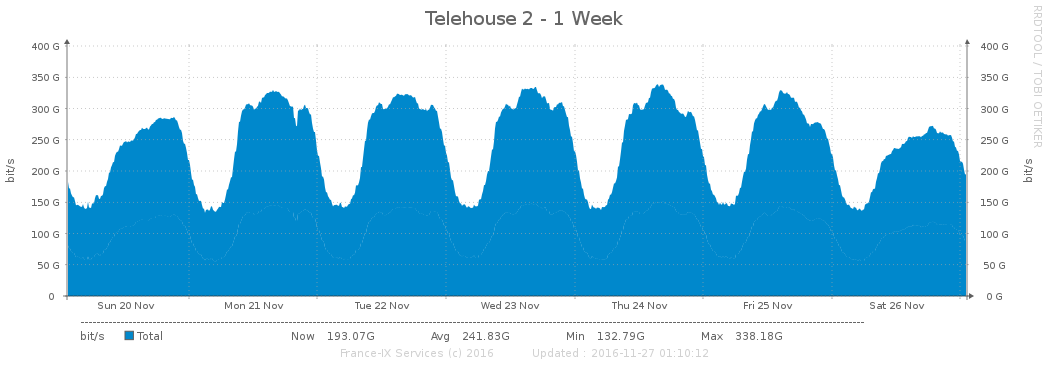 Telehouse 2 - 1 Week
RRDTOOL / TOBI OETIKER
400 G 400 G
350 G 350 G
300 G 300 G
250 G 250 G
200 G 200 G
150 G 150 G
100 G 100 G
50 G 50 G
0 0 G
bit/s bit/s
Sun 20 Nov Mon 21 Nov Tue 22 Nov Wed 23 Nov Thu 24 Nov Fri 25 Nov Sat 26 Nov
bit/s Total Now 193.07G Avg 241.83G Min 132.79G Max 338.18G
France-IX Services (c) 2016 Updated : 2016-11-27 01:10:12